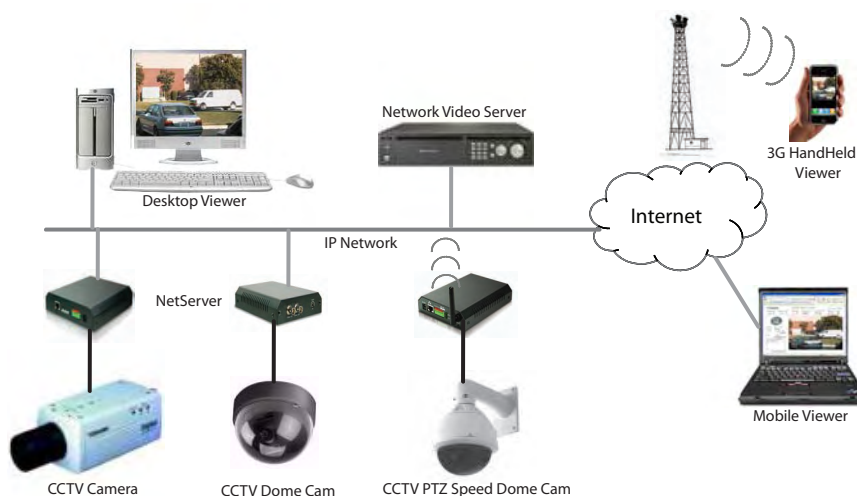 Network Video Server
3G HandHeld
Viewer
Desktop Viewer
Internet
IP Network
NetServer
Mobile Viewer
CCTV Camera
CCTV Dome Cam
CCTV PTZ Speed Dome Cam